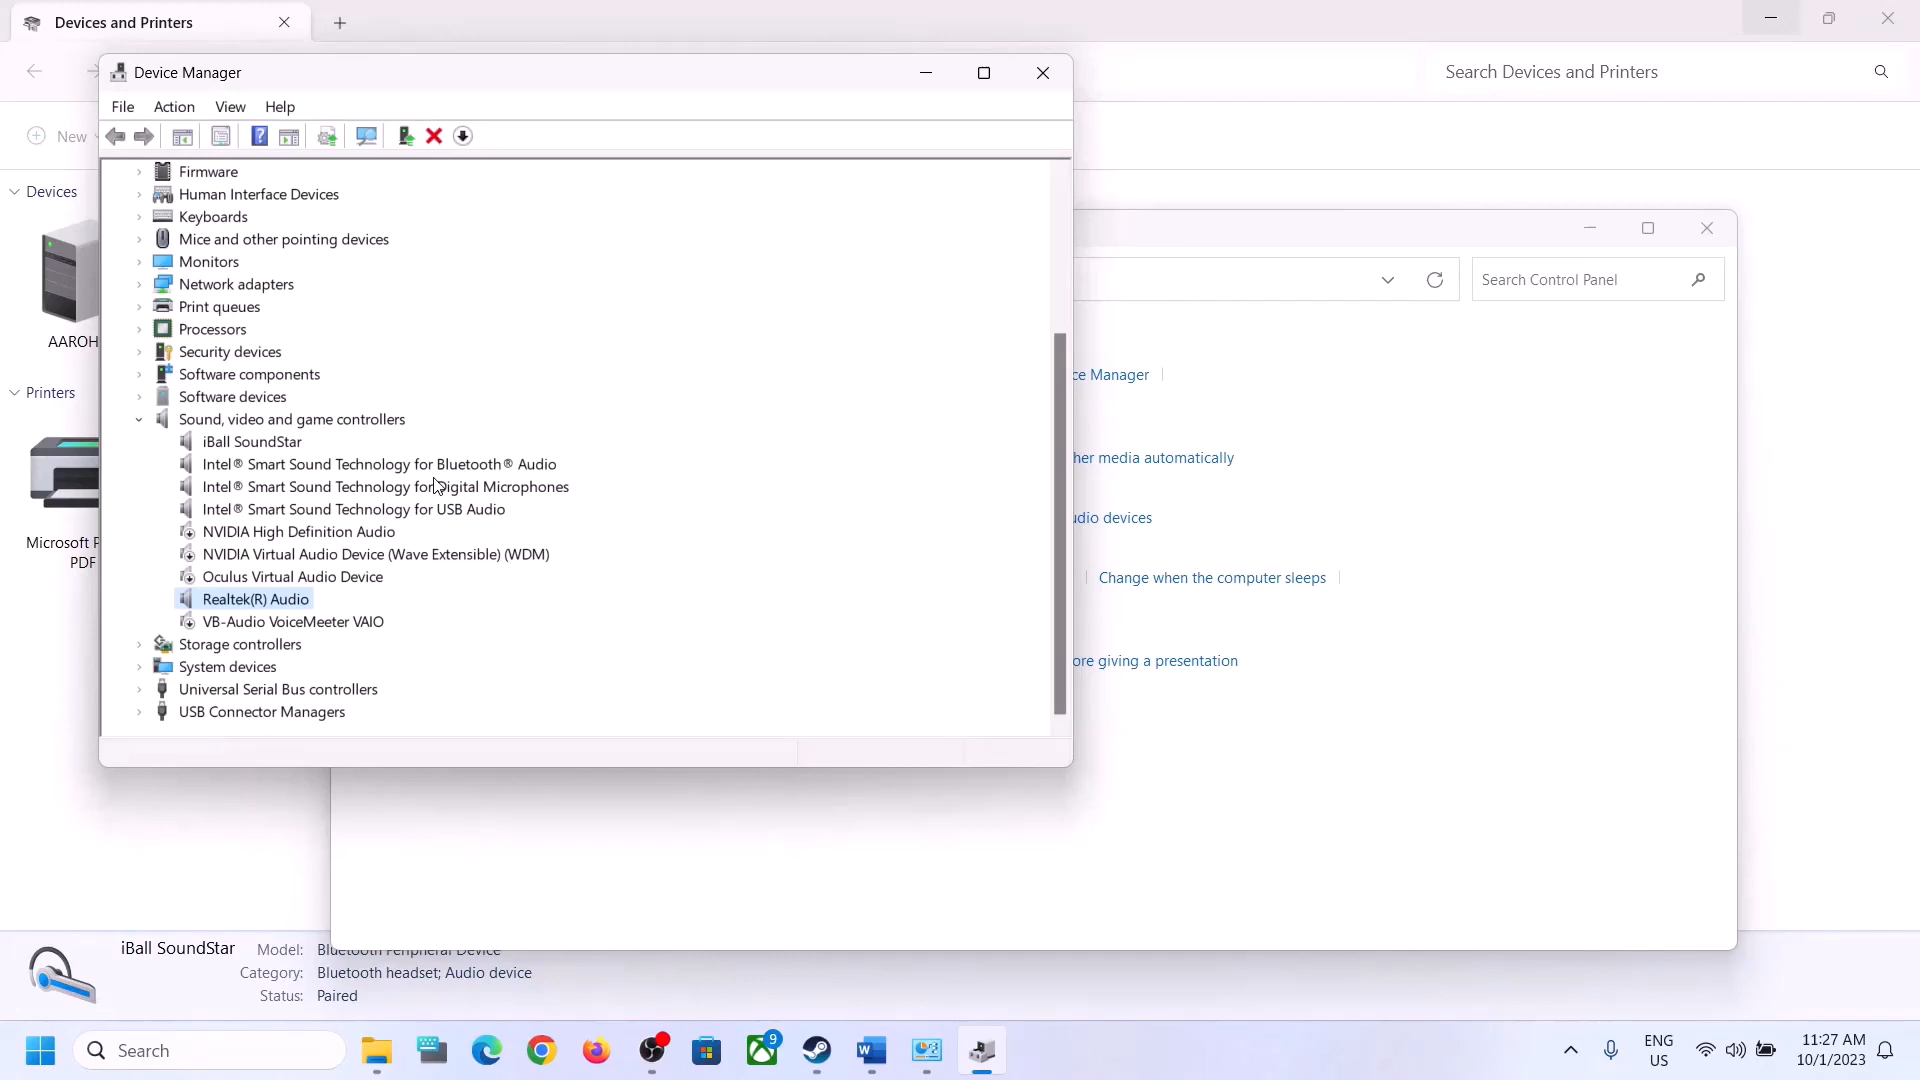 Devices and Printers
Device Manager
Search Devices and Printers
File Action View Help
New
Devices
AAROH
Printers
Microsoft P
PDF
Firmware
Human Interface Devices
Keyboards
Mice and other pointing devices
Monitors
Network adapters
Print queues
Processors
Security devices
Software components
Software devices
Sound, video and game controllers
iBall SoundStar
Intel® Smart Sound Technology for Bluetooth® Audio
Intel® Smart Sound Technology for Digital Microphones
Intel® Smart Sound Technology for USB Audio
NVIDIA High Definition Audio
NVIDIA Virtual Audio Device (Wave Extensible) (WDM)
Oculus Virtual Audio Device
Realtek(R) Audio
VB-Audio VoiceMeeter VAIO
Storage controllers
System devices
Universal Serial Bus controllers
USB Connector Managers
Search Control Panel
ce Manager
her media automatically
udio devices
Change when the computer sleeps
ore giving a presentation
iBall SoundStar
Model: Bluetooth Peripheral Device
Category: Bluetooth headset; Audio device
Status: Paired
Search
9
ENG
US
11:27 AM
10/1/2023